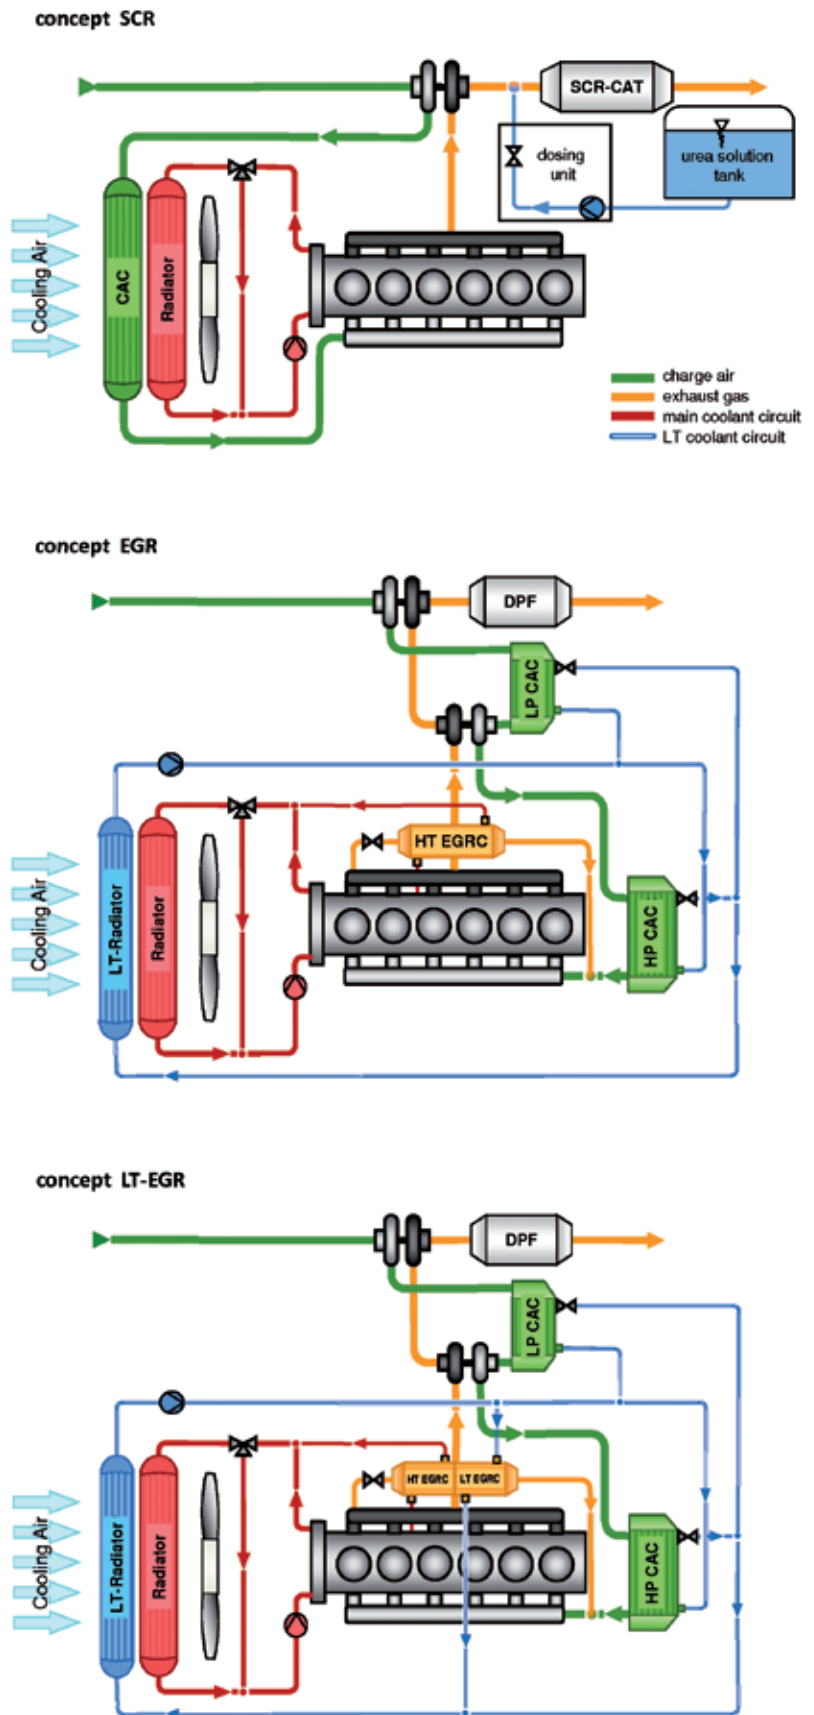 concept SCR
SCR-CAT
dosing
unit
urea solution
tank
Cooling Air
CAC
Radiator
charge air
exhaust gas
main coolant circuit
LT coolant circuit
concept EGR
DPF
LP CAC
HT EGRC
Cooling Air
LT-Radiator
Radiator
HP CAC
concept LT-EGR
DPF
LP CAC
HT EGRC
LT EGRC
Cooling Air
LT-Radiator
Radiator
HP CAC